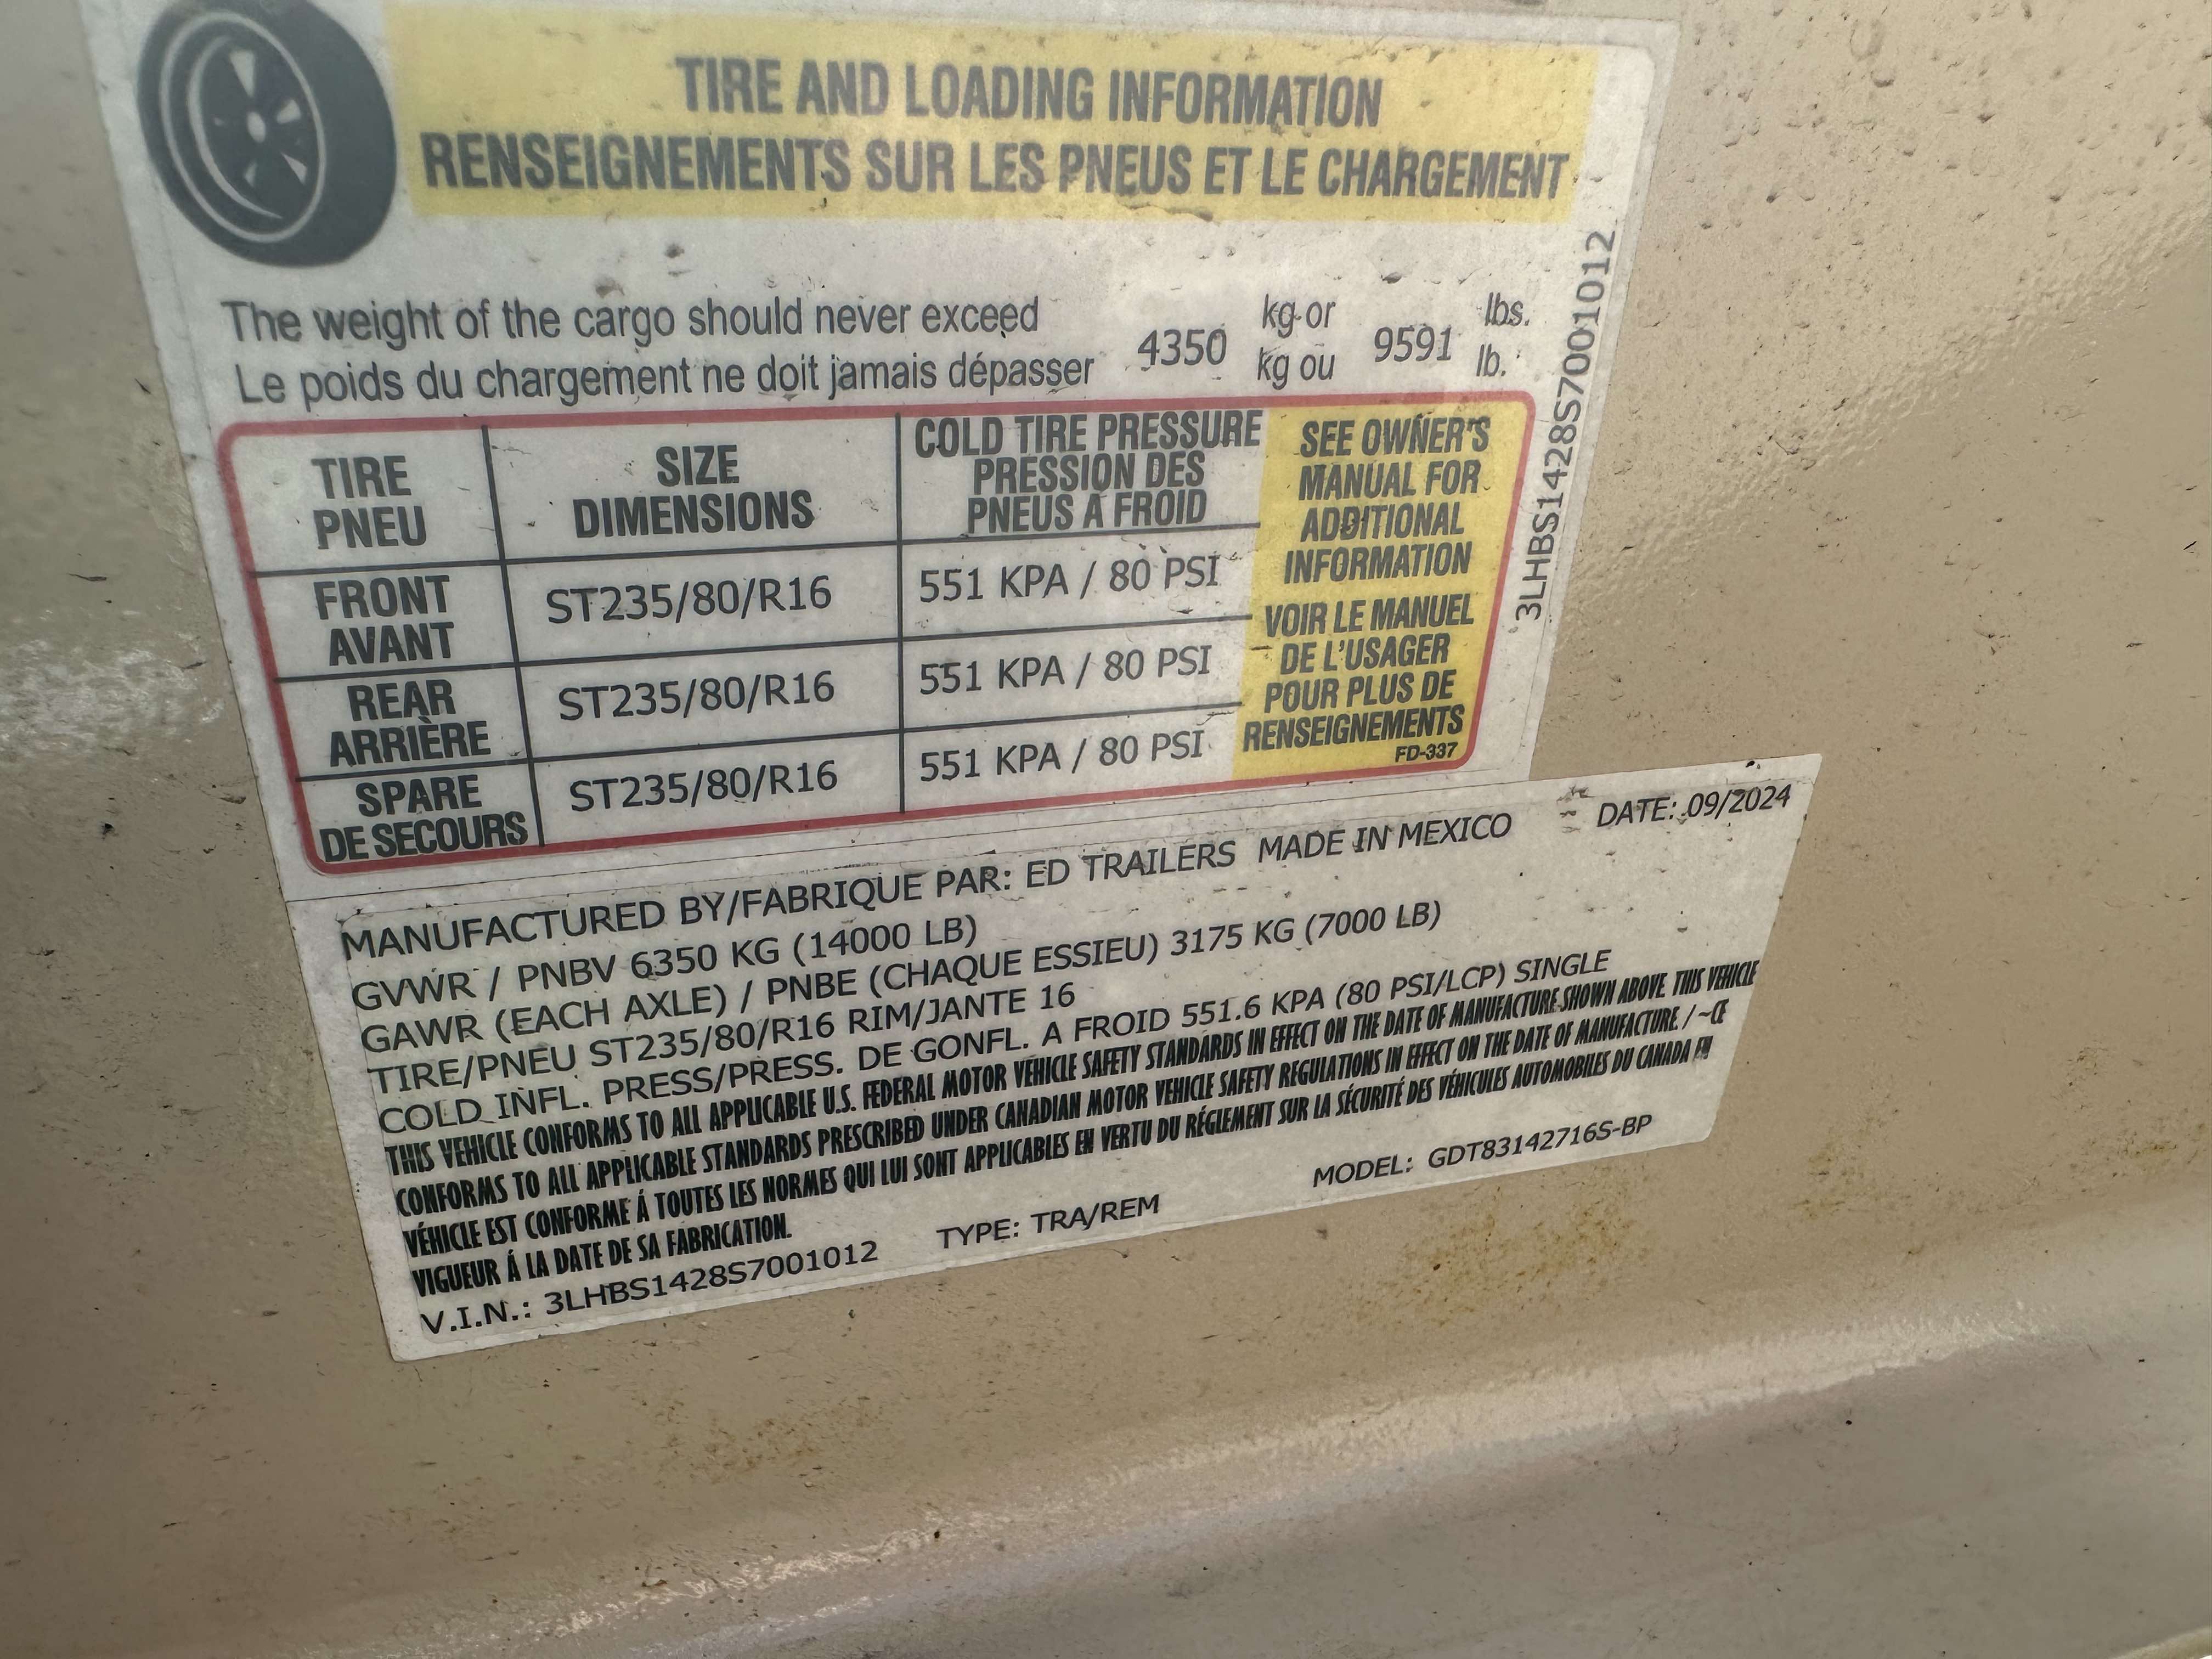 TIRE AND LOADING INFORMATION
RENSEIGNEMENTS SUR LES PNEUS ET LE CHARGEMENT
The weight of the cargo should never exceed 4350 kg or 9591 lbs.
Le poids du chargement ne doit jamais dépasser kg ou lb.
TIRE
PNEU
SIZE
DIMENSIONS
COLD TIRE PRESSURE
PRESSION DES
PNEUS À FROID
FRONT
AVANT
ST235/80/R16
551 KPA / 80 PSI
REAR
ARRIÈRE
ST235/80/R16
551 KPA / 80 PSI
SPARE
DE SECOURS
ST235/80/R16
551 KPA / 80 PSI
SEE OWNER'S
MANUAL FOR
ADDITIONAL
INFORMATION
VOIR LE MANUEL
DE L'USAGER
POUR PLUS DE
RENSEIGNEMENTS
FD-337
3LHBS1428S7001012
MANUFACTURED BY/FABRIQUE PAR: ED TRAILERS MADE IN MEXICO DATE: 09/2024
GVWR / PNBV 6350 KG (14000 LB)
GAWR (EACH AXLE) / PNBE (CHAQUE ESSIEU) 3175 KG (7000 LB)
TIRE/PNEU ST235/80/R16 RIM/JANTE 16
COLD INFL. PRESS/PRESS. DE GONFL. A FROID 551.6 KPA (80 PSI/LCP) SINGLE
THIS VEHICLE CONFORMS TO ALL APPLICABLE U.S. FEDERAL MOTOR VEHICLE SAFETY STANDARDS IN EFFECT ON THE DATE OF MANUFACTURE SHOWN ABOVE. THIS VEHICLE
CONFORMS TO ALL APPLICABLE STANDARDS PRESCRIBED UNDER CANADIAN MOTOR VEHICLE SAFETY REGULATIONS IN EFFECT ON THE DATE OF MANUFACTURE / ~CE
VÉHICLE EST CONFORME Á TOUTES LES NORMES QUI LUI SONT APPLICABLES EN VERTU DU RÉGLEMENT SUR LA SÉCURITÉ DES VÉHICULES AUTOMOBILES DU CANADA EN
VIGUEUR Á LA DATE DE SA FABRICATION.
V.I.N.: 3LHBS1428S7001012 TYPE: TRA/REM MODEL: GDT83142716S-BP